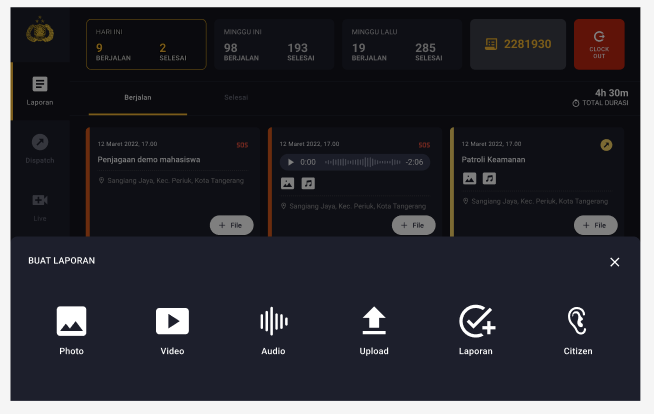 HARI INI
9 2
BERJALAN SELESAI
MINGGU INI
98 193
BERJALAN SELESAI
MINGGU LALU
19 285
BERJALAN SELESAI
2281930
CLOCK
OUT
Laporan
Dispatch
Live
Berjalan Selesai
4h 30m
TOTAL DURASI
12 Maret 2022, 17.00 SOS
Penjagaan demo mahasiswa
Sangiang Jaya, Kec. Periuk, Kota Tangerang
+ File
12 Maret 2022, 17.00 SOS
0:00 -2:06
Sangiang Jaya, Kec. Periuk, Kota Tangerang
+ File
12 Maret 2022, 17.00
Patroli Keamanan
Sangiang Jaya, Kec. Periuk, Kota Tangerang
+ File
BUAT LAPORAN
Photo
Video
Audio
Upload
Laporan
Citizen